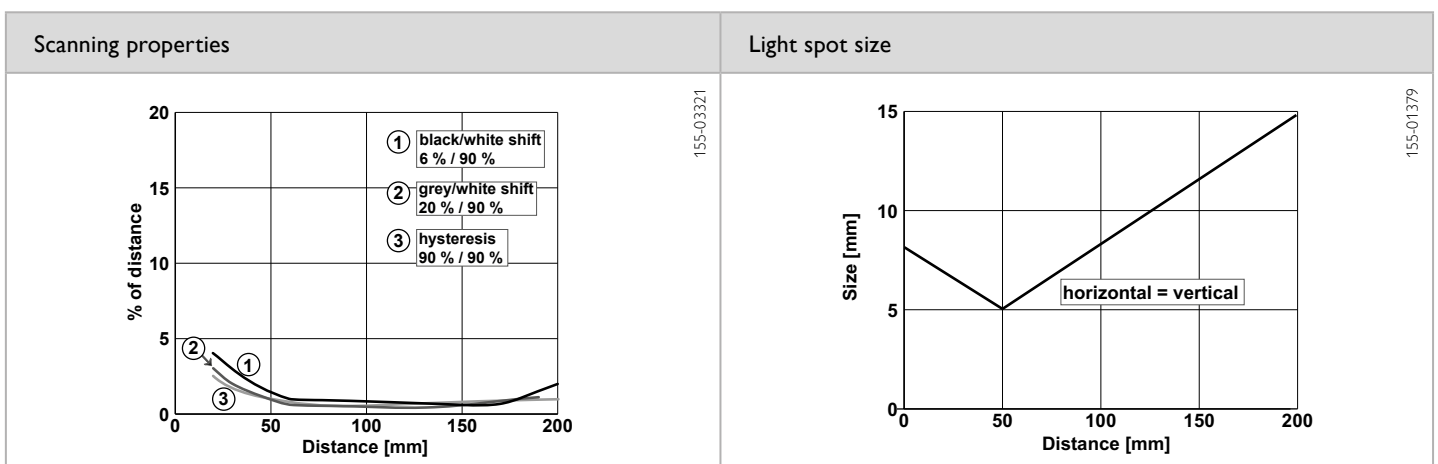 Scanning properties
Light spot size
155-03321
20
15
10
5
0
% of distance
0 50 100 150 200
Distance [mm]
1 black/white shift
6 % / 90 %
2 grey/white shift
20 % / 90 %
3 hysteresis
90 % / 90 %
2
1
3
155-01379
15
10
5
0
Size [mm]
0 50 100 150 200
Distance [mm]
horizontal = vertical